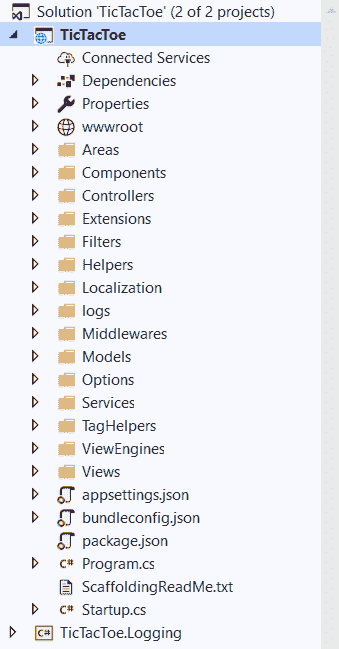 Solution 'TicTacToe' (2 of 2 projects)
TicTacToe
Connected Services
Dependencies
Properties
wwwroot
Areas
Components
Controllers
Extensions
Filters
Helpers
Localization
logs
Middlewares
Models
Options
Services
TagHelpers
ViewEngines
Views
appsettings.json
bundleconfig.json
package.json
C# Program.cs
ScaffoldingReadMe.txt
C# Startup.cs
C# TicTacToe.Logging